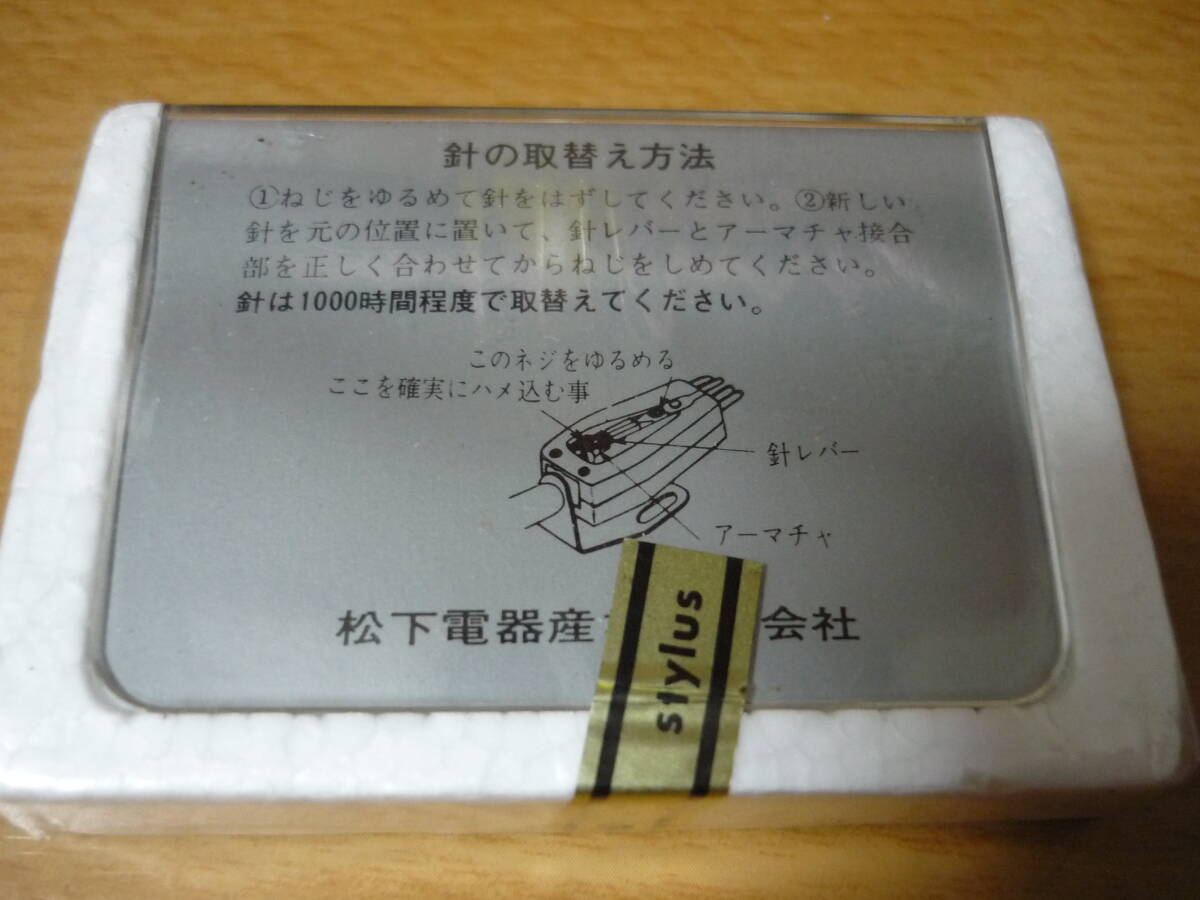 針の取替え方法
①ねじをゆるめて針をはずしてください。②新しい
針を元の位置に置いて、針レバーとアーマチャ接合
部を正しく合わせてからねじをしめてください。
針は1000時間程度で取替えてください。
このネジをゆるめる
ここを確実にハメ込む事
針レバー
アーマチャ
松下電器産 会社
stylus